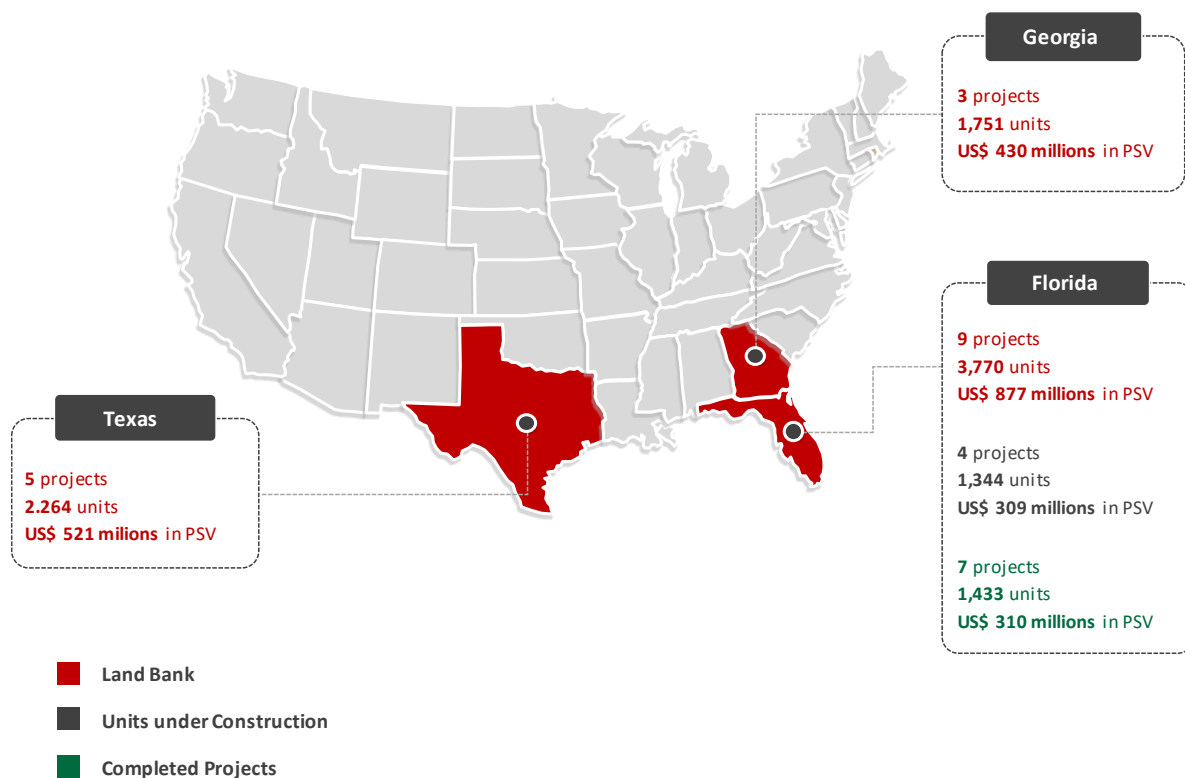 Georgia
3 projects
1,751 units
US$ 430 millions in PSV
Florida
9 projects
3,770 units
US$ 877 millions in PSV
4 projects
1,344 units
US$ 309 millions in PSV
7 projects
1,433 units
US$ 310 millions in PSV
Texas
5 projects
2.264 units
US$ 521 milions in PSV
Land Bank
Units under Construction
Completed Projects